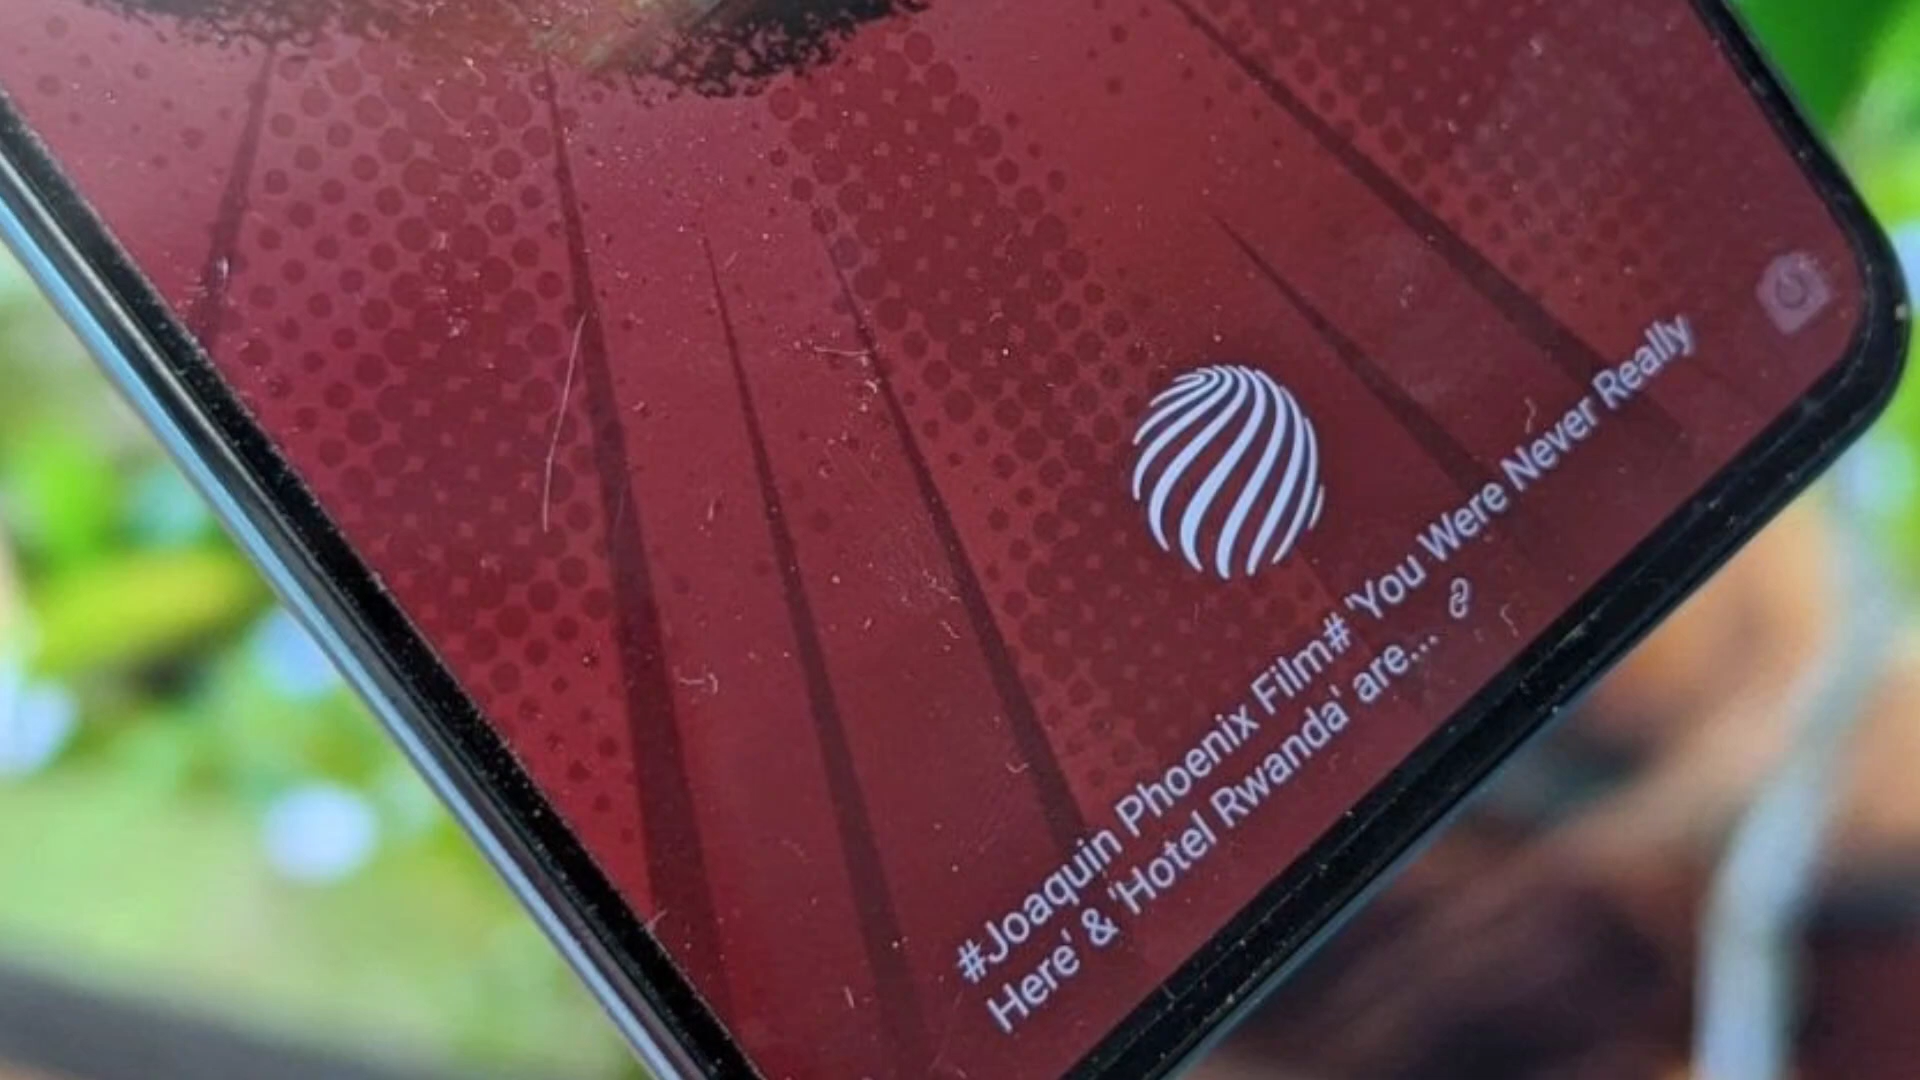 #Joaquin Phoenix Film# 'You Were Never Really
Here' & 'Hotel Rwanda' are...